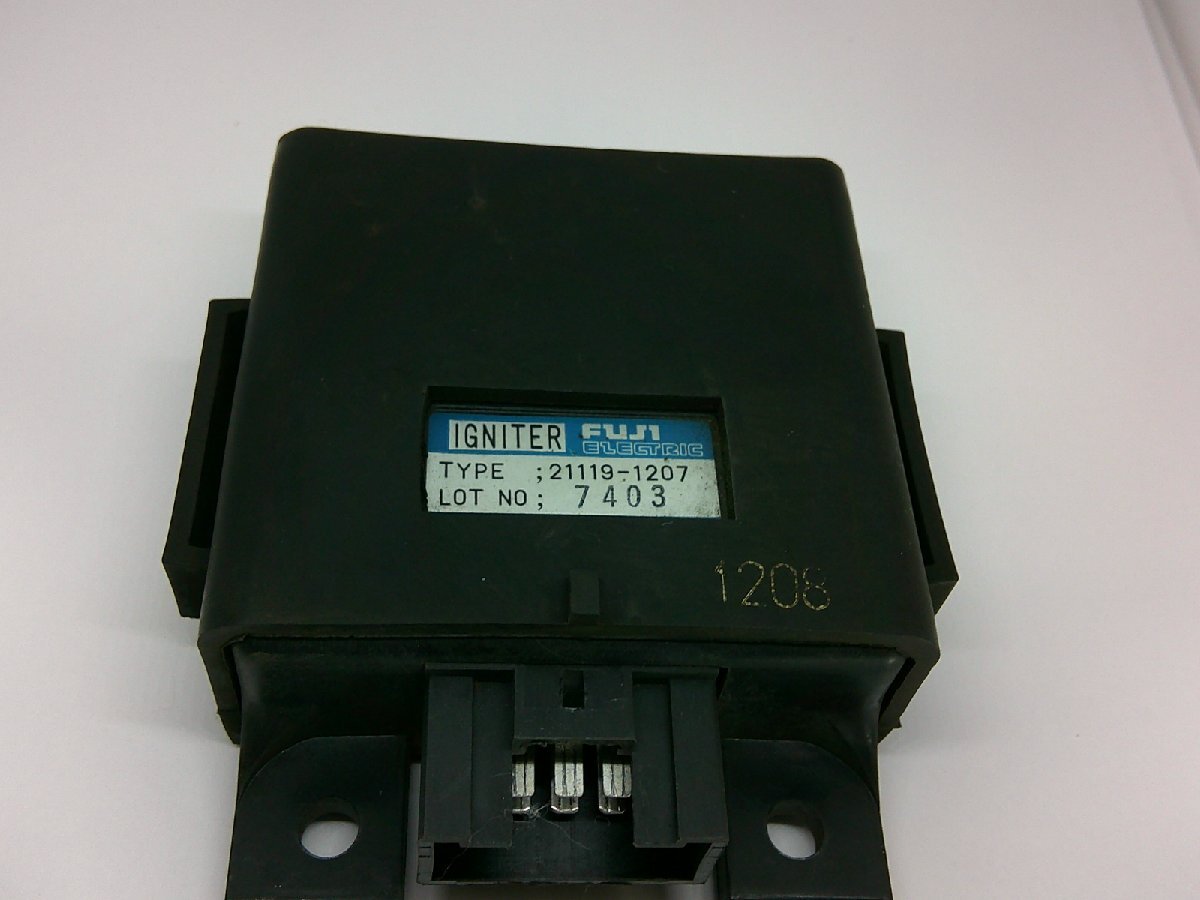 IGNITER FUJI
ELECTRIC
TYPE ; 21119-1207
LOT NO ; 7403
1208